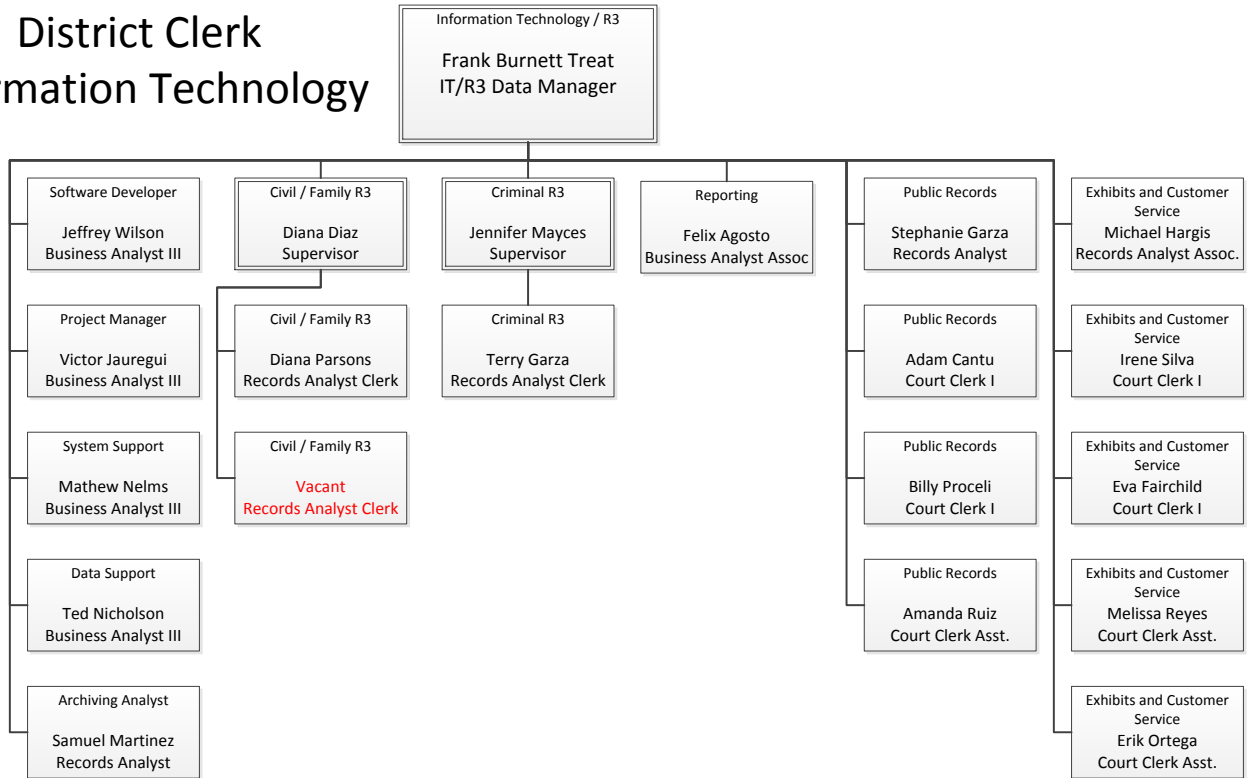 District Clerk
rmation Technology
Information Technology / R3
Frank Burnett Treat
IT/R3 Data Manager
Software Developer
Jeffrey Wilson
Business Analyst III
Civil / Family R3
Diana Diaz
Supervisor
Criminal R3
Jennifer Mayces
Supervisor
Reporting
Felix Agosto
Business Analyst Assoc
Public Records
Stephanie Garza
Records Analyst
Exhibits and Customer
Service
Michael Hargis
Records Analyst Assoc.
Project Manager
Victor Jauregui
Business Analyst III
Civil / Family R3
Diana Parsons
Records Analyst Clerk
Criminal R3
Terry Garza
Records Analyst Clerk
Public Records
Adam Cantu
Court Clerk I
Exhibits and Customer
Service
Irene Silva
Court Clerk I
System Support
Mathew Nelms
Business Analyst III
Civil / Family R3
Vacant
Records Analyst Clerk
Public Records
Billy Proceli
Court Clerk I
Exhibits and Customer
Service
Eva Fairchild
Court Clerk I
Data Support
Ted Nicholson
Business Analyst III
Public Records
Amanda Ruiz
Court Clerk Asst.
Exhibits and Customer
Service
Melissa Reyes
Court Clerk Asst.
Archiving Analyst
Samuel Martinez
Records Analyst
Exhibits and Customer
Service
Erik Ortega
Court Clerk Asst.